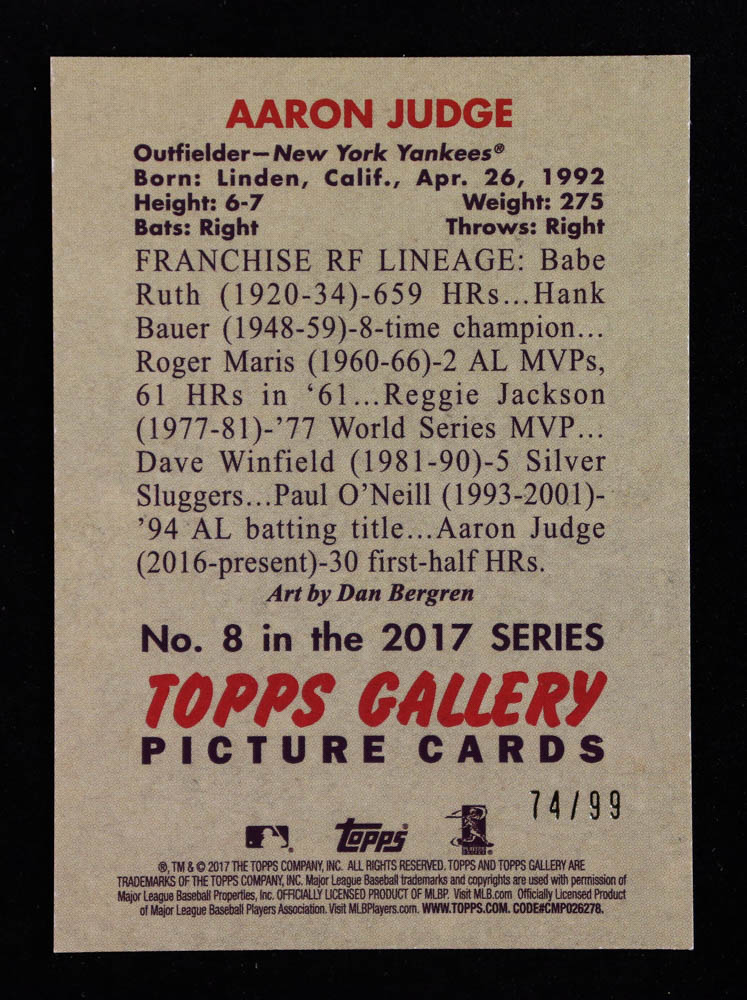 AARON JUDGE
Outfielder—New York Yankees®
Born: Linden, Calif., Apr. 26, 1992
Height: 6-7 Weight: 275
Bats: Right Throws: Right
FRANCHISE RF LINEAGE: Babe
Ruth (1920-34)-659 HRs...Hank
Bauer (1948-59)-8-time champion...
Roger Maris (1960-66)-2 AL MVPs,
61 HRs in ‘61...Reggie Jackson
(1977-81)-’77 World Series MVP...
Dave Winfield (1981-90)-5 Silver
Sluggers...Paul O’Neill (1993-2001)-
’94 AL batting title...Aaron Judge
(2016-present)-30 first-half HRs.
Art by Dan Bergren
No. 8 in the 2017 SERIES
TOPPS GALLERY
PICTURE CARDS
74/99
topps
®, TM & © 2017 THE TOPPS COMPANY, INC. ALL RIGHTS RESERVED. TOPPS AND TOPPS GALLERY ARE
TRADEMARKS OF THE TOPPS COMPANY, INC. Major League Baseball trademarks and copyrights are used with permission of
Major League Baseball Properties, Inc. OFFICIALLY LICENSED PRODUCT OF MLBP. Visit MLB.com Officially Licensed Product
of Major League Baseball Players Association. Visit MLBPlayers.com. WWW.TOPPS.COM. CODE#CMP026278.